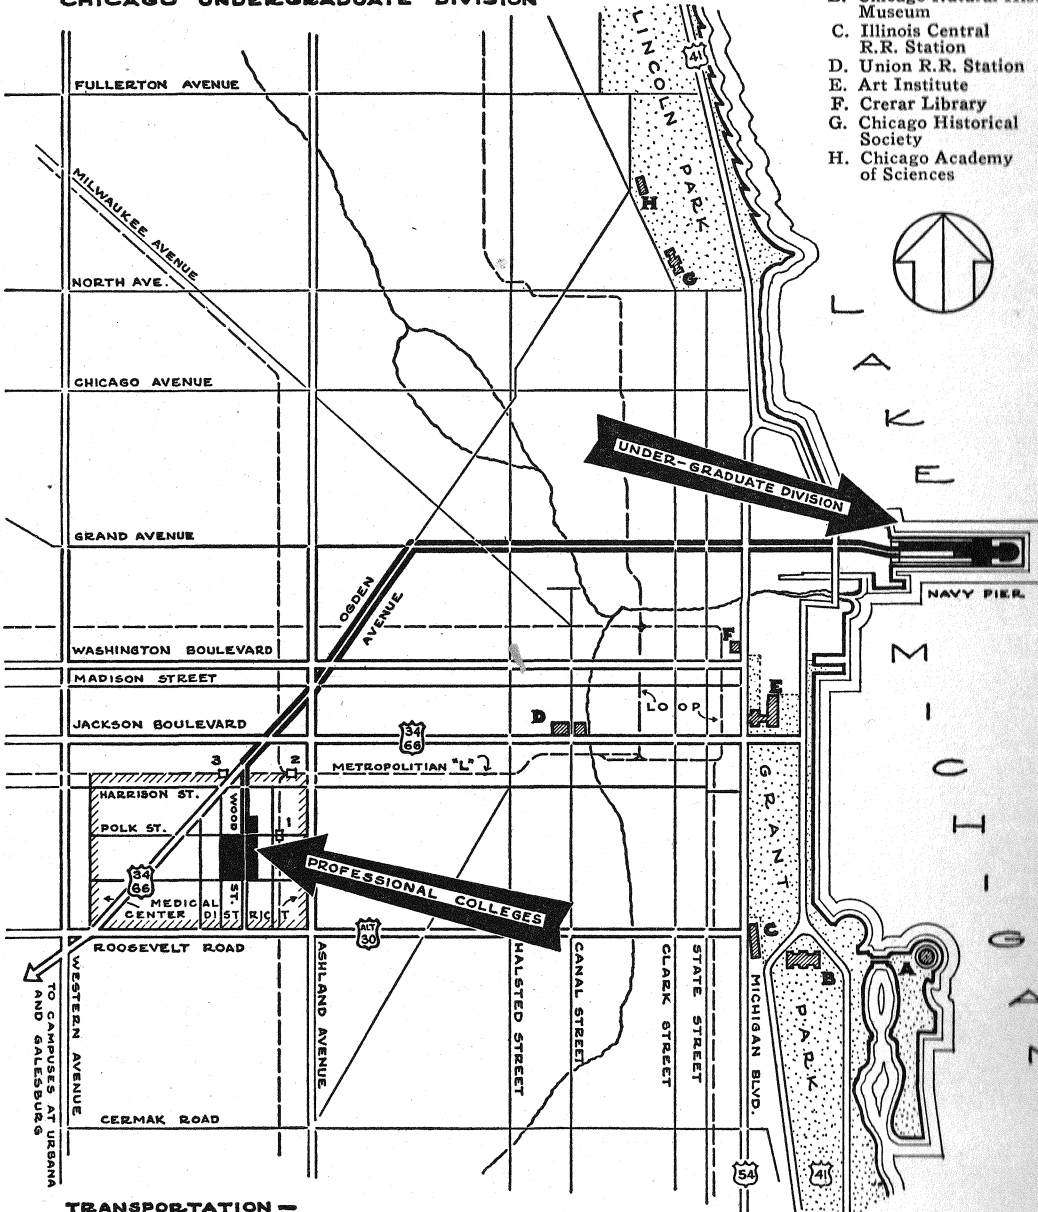 CHICAGO UNDERGRADUATE DIVISION
Museum
C. Illinois Central
R.R. Station
D. Union R.R. Station
E. Art Institute
F. Crerar Library
G. Chicago Historical
Society
H. Chicago Academy
of Sciences
LINCOLN PARK
41
FULLERTON AVENUE
MILWAUKEE AVENUE
H
G
NORTH AVE.
LAKE MICHIGAN
CHICAGO AVENUE
UNDER-GRADUATE DIVISION
GRAND AVENUE
OGDEN AVENUE
NAVY PIER
WASHINGTON BOULEVARD
F
MADISON STREET
E
LOOP
JACKSON BOULEVARD
34
66
D
METROPOLITIAN "L"
3
2
HARRISON ST.
WOOD ST.
POLK ST.
1
GRANT PARK
PROFESSIONAL COLLEGES
34
66
MEDICAL
CENTER DISTRICT
ALT
30
ROOSEVELT ROAD
C
B
A
TO CAMPUSES AT URBANA
AND GALESBURG
WESTERN AVENUE
ASHLAND AVENUE
HALSTED STREET
CANAL STREET
CLARK STREET
STATE STREET
MICHIGAN BLVD.
CERMAK ROAD
54
41
TRANSPORTATION —